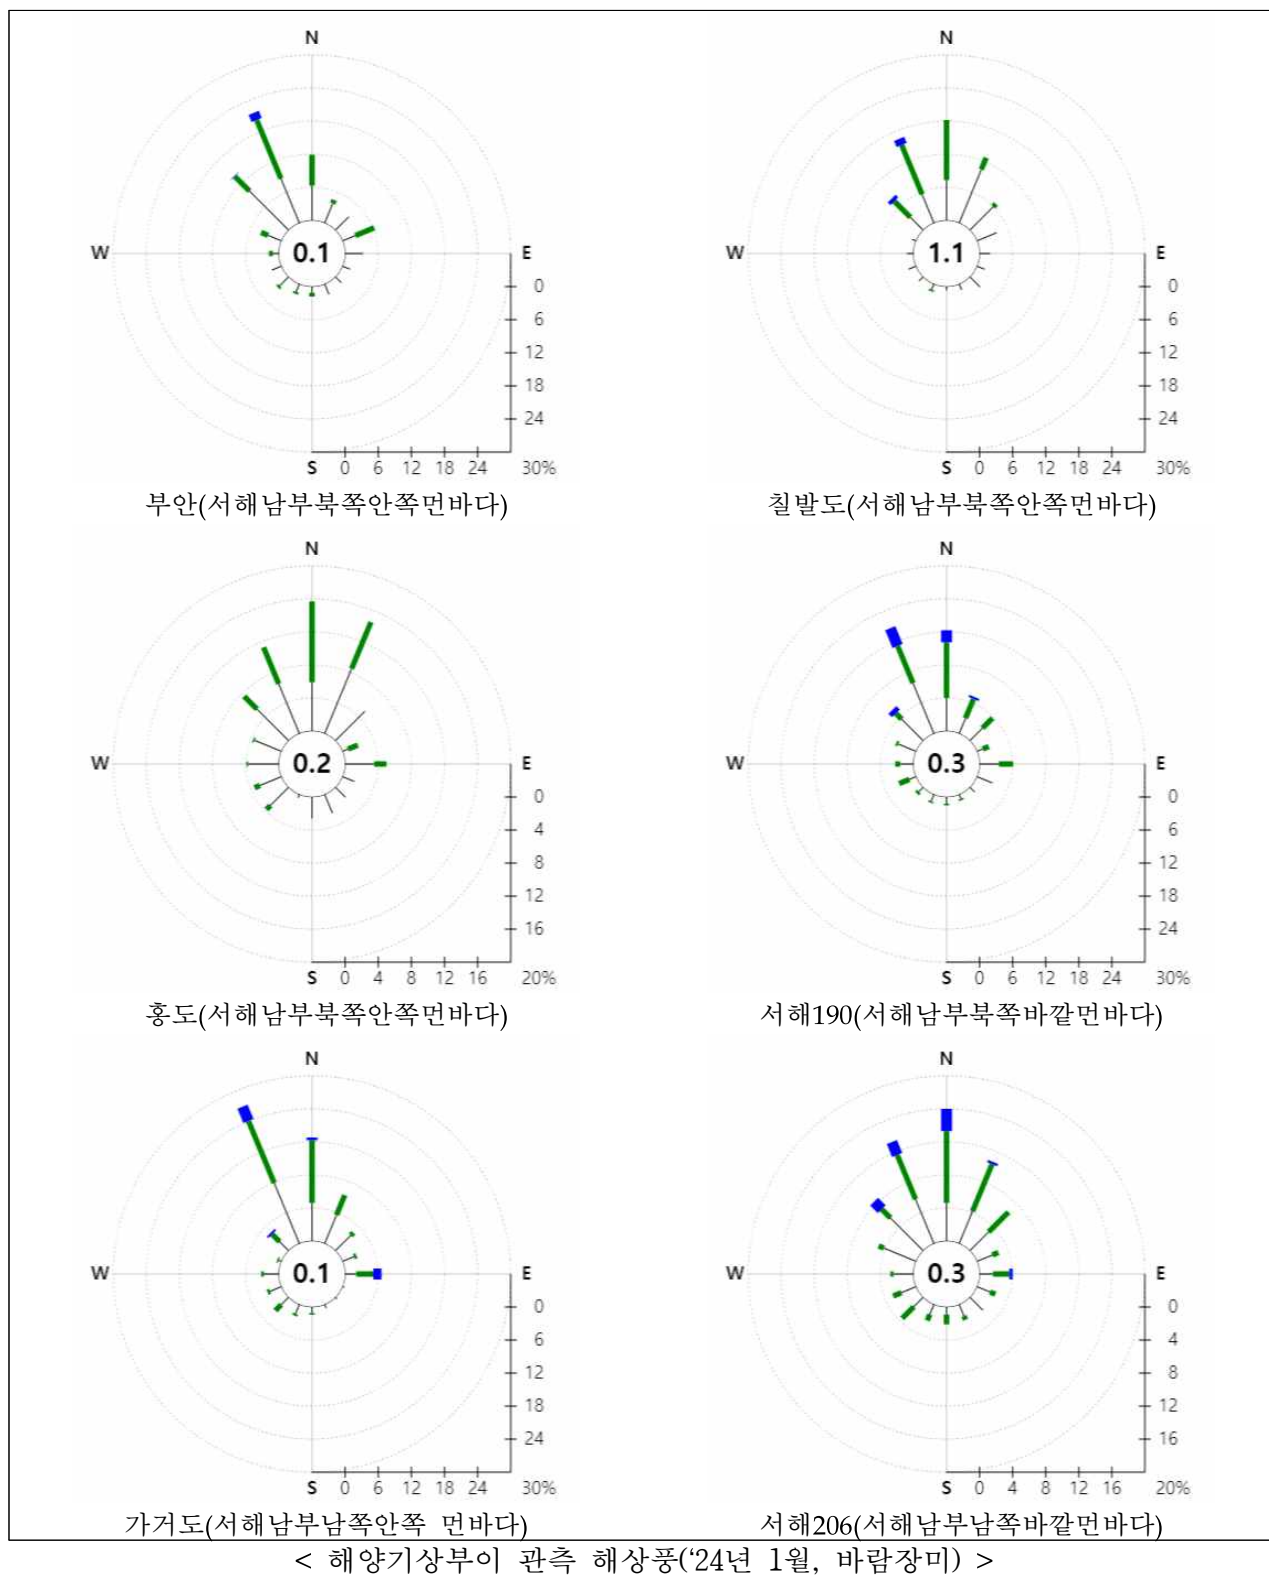 N
N
W
0.1
E
W
1.1
E
0
0
6
6
12
12
18
18
24
24
S 0 6 12 18 24 30%
S 0 6 12 18 24 30%
부안(서해남부북쪽안쪽먼바다)
칠발도(서해남부북쪽안쪽먼바다)
N
N
W
0.2
E
W
0.3
E
0
0
4
6
8
12
12
18
16
24
S 0 4 8 12 16 20%
S 0 6 12 18 24 30%
홍도(서해남부북쪽안쪽먼바다)
서해190(서해남부북쪽바깥먼바다)
N
N
W
0.1
E
W
0.3
E
0
0
6
4
12
8
18
12
24
16
S 0 6 12 18 24 30%
S 0 4 8 12 16 20%
가거도(서해남부남쪽안쪽 먼바다)
서해206(서해남부남쪽바깥먼바다)
< 해양기상부이 관측 해상풍(‘24년 1월, 바람장미) >